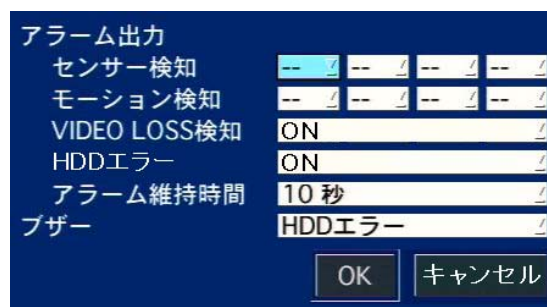 アラーム出力
センサー検知 -- -- -- --
モーション検知 -- -- -- --
VIDEO LOSS検知 ON
HDDエラー ON
アラーム維持時間 10 秒
ブザー HDDエラー
OK キャンセル